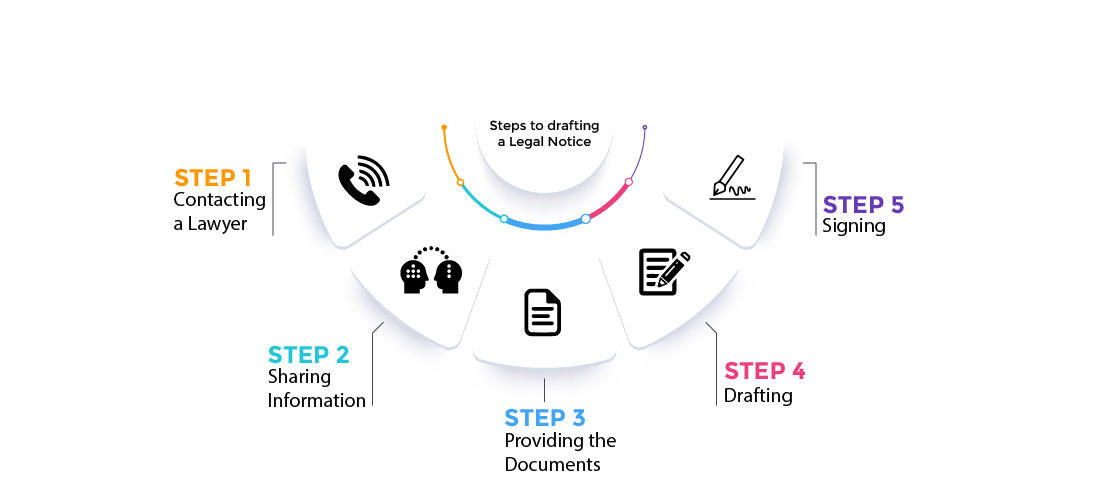 Steps to drafting
a Legal Notice
STEP 1
Contacting
a Lawyer
STEP 2
Sharing
Information
STEP 3
Providing the
Documents
STEP 4
Drafting
STEP 5
Signing